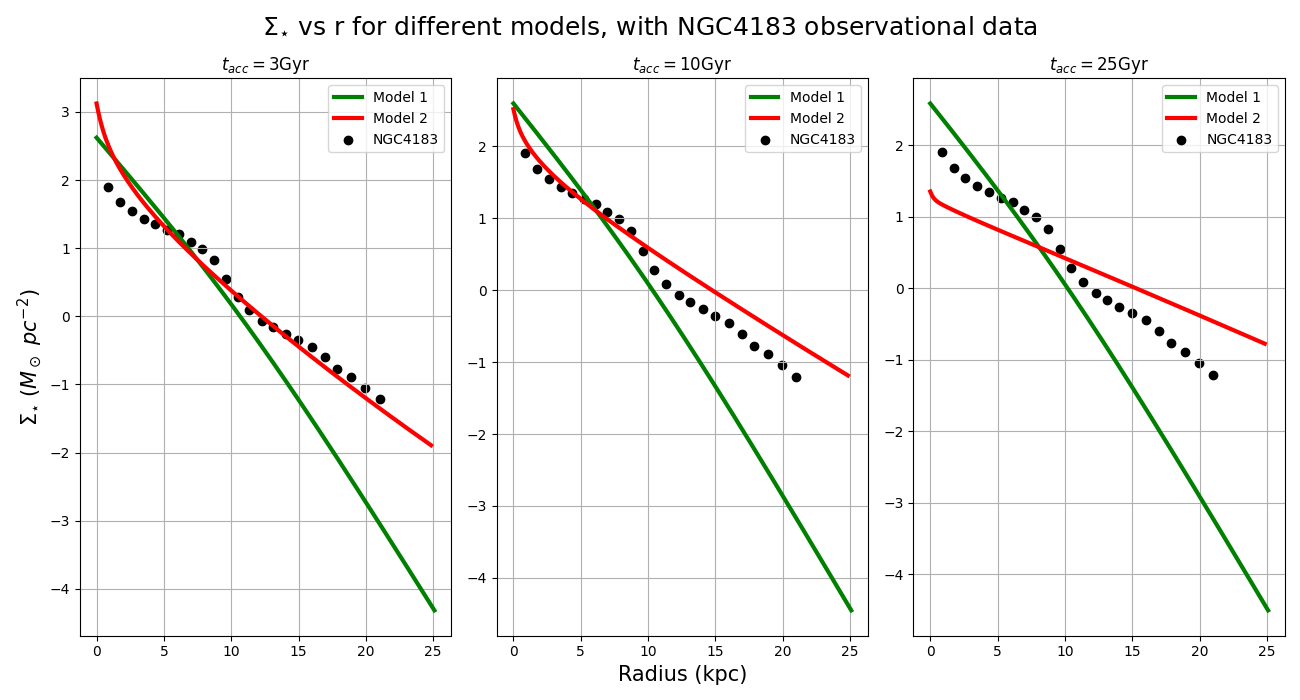 Σ⋆ vs r for different models, with NGC4183 observational data
t_acc = 3Gyr
Model 1
Model 2
NGC4183
3
2
1
0
−1
−2
−3
−4
0 5 10 15 20 25
Σ⋆ (M⊙ pc⁻²)
t_acc = 10Gyr
Model 1
Model 2
NGC4183
2
1
0
−1
−2
−3
−4
0 5 10 15 20 25
Radius (kpc)
t_acc = 25Gyr
Model 1
Model 2
NGC4183
2
1
0
−1
−2
−3
−4
0 5 10 15 20 25